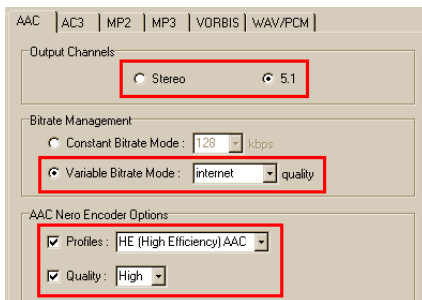 AAC AC3 MP2 MP3 VORBIS WAV/PCM
Output Channels
Stereo 5.1
Bitrate Management
Constant Bitrate Mode : 128 kbps
Variable Bitrate Mode : internet quality
AAC Nero Encoder Options
Profiles : HE (High Efficiency) AAC
Quality : High